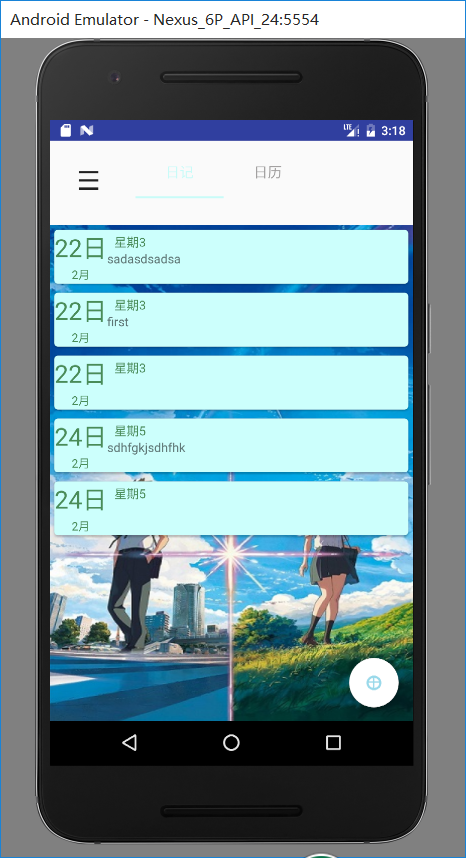 Android Emulator - Nexus_6P_API_24:5554
LTE 3:18
日记 日历
22日 星期3
sadasdsadsa
2月
22日 星期3
first
2月
22日 星期3
2月
24日 星期5
sdhfgkjsdhfhk
2月
24日 星期5
2月